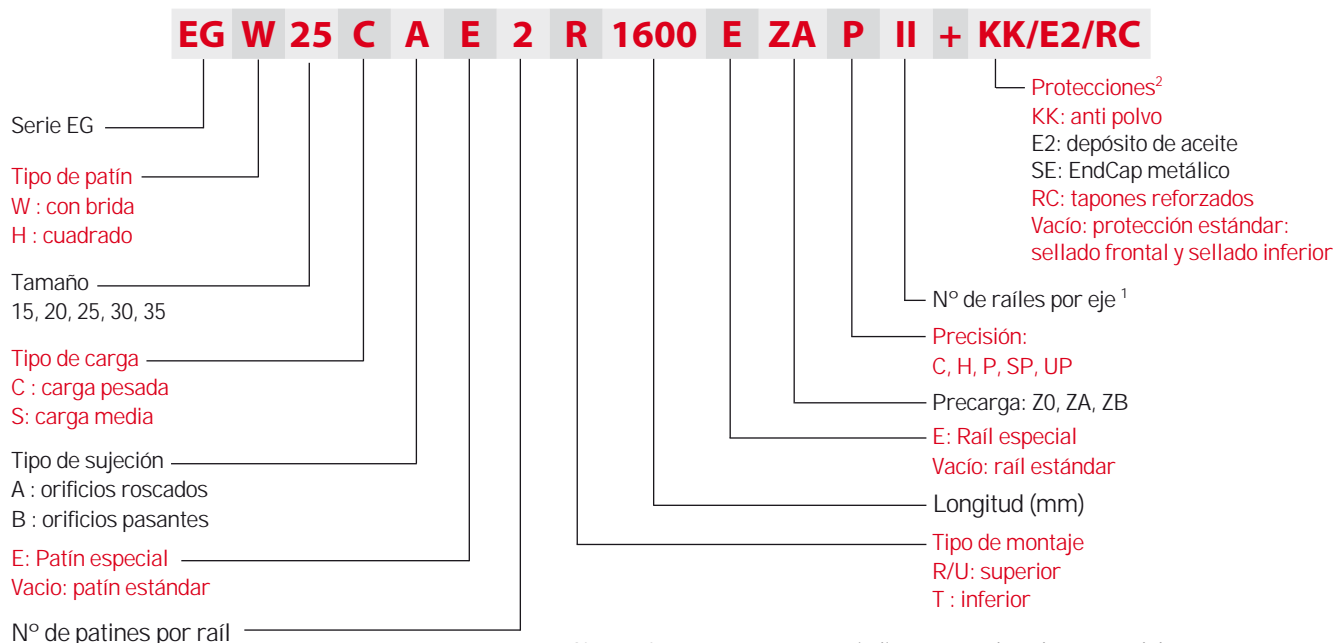 EG W 25 C A E 2 R 1600 E ZA P II + KK/E2/RC
Serie EG
Tipo de patín
W : con brida
H : cuadrado
Tamaño
15, 20, 25, 30, 35
Tipo de carga
C : carga pesada
S: carga media
Tipo de sujeción
A : orificios roscados
B : orificios pasantes
E: Patín especial
Vacio: patín estándar
Nº de patines por raíl
Protecciones²
KK: anti polvo
E2: depósito de aceite
SE: EndCap metálico
RC: tapones reforzados
Vacío: protección estándar:
sellado frontal y sellado inferior
Nº de raíles por eje ¹
Precisión:
C, H, P, SP, UP
Precarga: Z0, ZA, ZB
E: Raíl especial
Vacío: raíl estándar
Longitud (mm)
Tipo de montaje
R/U: superior
T : inferior